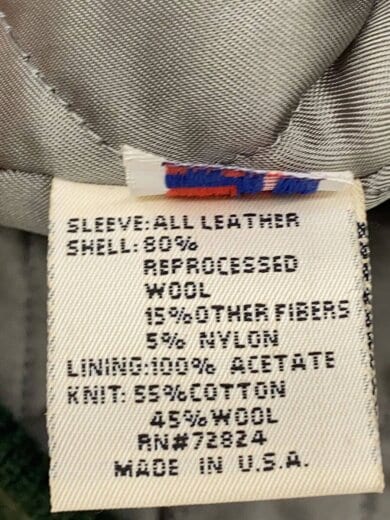 SLEEVE: ALL LEATHER
SHELL: 80%
REPROCESSED
WOOL
15% OTHER FIBERS
5% NYLON
LINING: 100% ACETATE
KNIT: 55% COTTON
45% WOOL
RN#72824
MADE IN U.S.A.